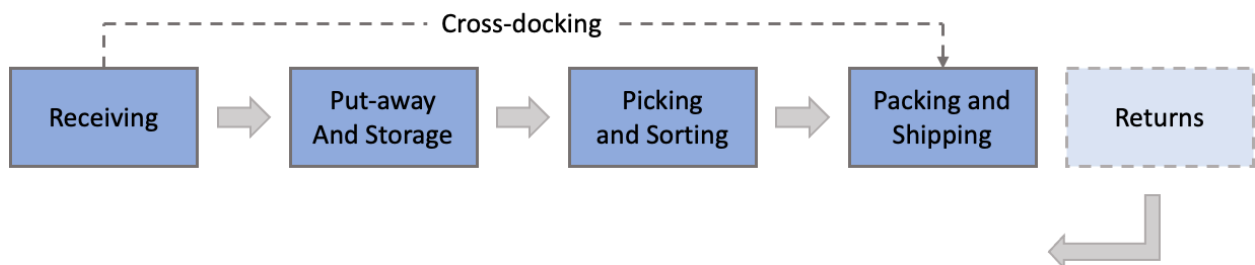 Cross-docking
Receiving
Put-away
And Storage
Picking
and Sorting
Packing and
Shipping
Returns